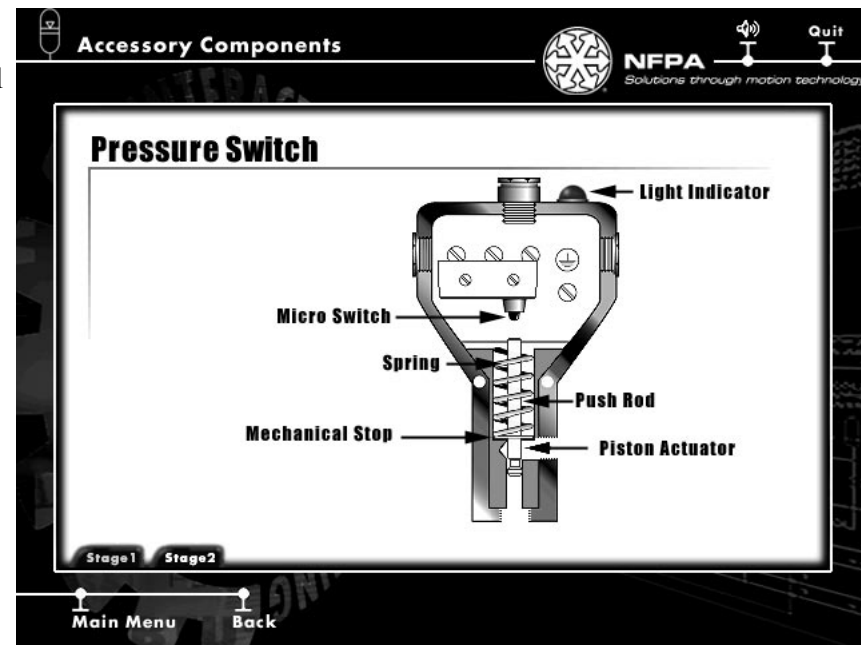 Accessory Components
Quit
NFPA
Solutions through motion technology
Pressure Switch
Light Indicator
Micro Switch
Spring
Push Rod
Mechanical Stop
Piston Actuator
Stage1
Stage2
Main Menu
Back